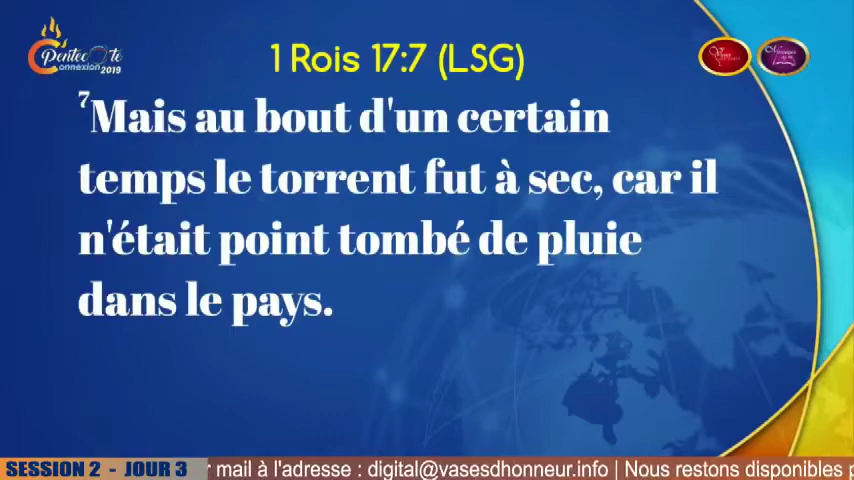 Pentecôte
Connexion 2019
1 Rois 17:7 (LSG)
7Mais au bout d'un certain
temps le torrent fut à sec, car il
n'était point tombé de pluie
dans le pays.
SESSION 2 - JOUR 3
r mail à l'adresse : digital@vasesdhonneur.info | Nous restons disponibles p